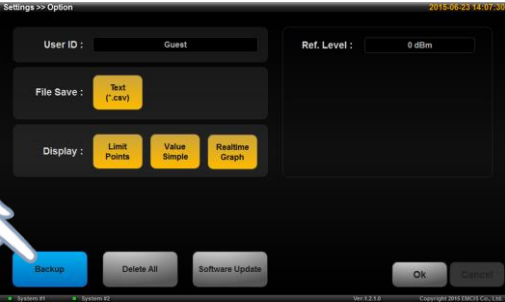 Settings >> Option 2015-06-23 14:07:30
User ID : Guest
Ref. Level : 0 dBm
File Save : Text
(*.csv)
Display : Limit
Points
Value
Simple
Realtime
Graph
Backup
Delete All
Software Update
Ok
Cancel
System #1 System #2 Ver.1.2.1.0 Copyright 2015 EMCIS Co., Ltd